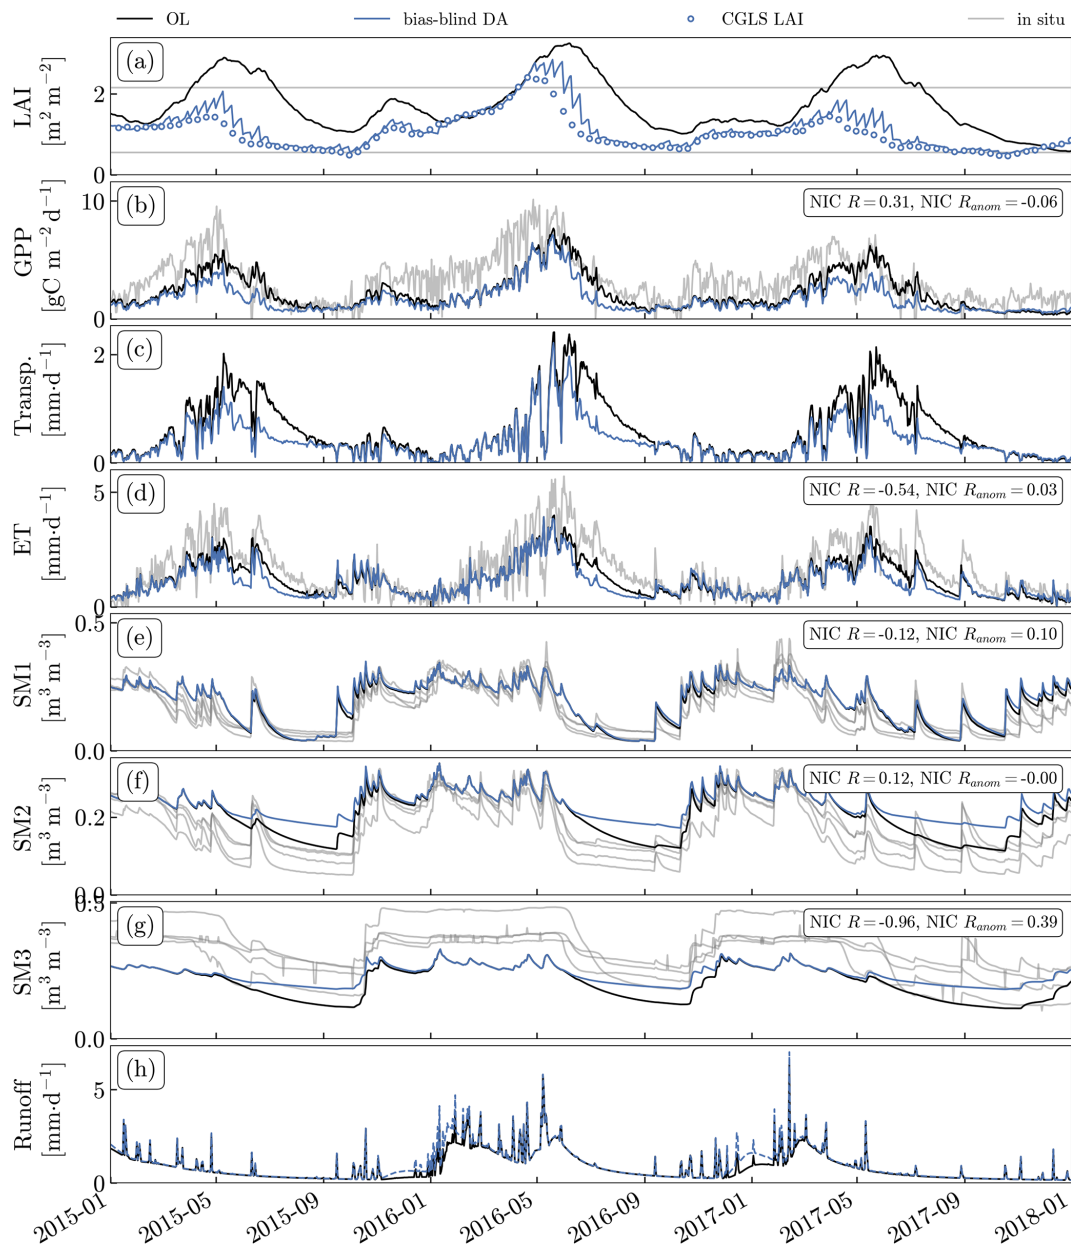 OL bias-blind DA CGLS LAI in situ
(a)
LAI
[m² m⁻²]
2
0
(b)
NIC R = 0.31, NIC R_anom = -0.06
GPP
[gC m⁻² d⁻¹]
10
0
(c)
Transp.
[mm·d⁻¹]
2
0
(d)
NIC R = -0.54, NIC R_anom = 0.03
ET
[mm·d⁻¹]
5
0
(e)
NIC R = -0.12, NIC R_anom = 0.10
SM1
[m³ m⁻³]
0.5
0.0
(f)
NIC R = 0.12, NIC R_anom = -0.00
SM2
[m³ m⁻³]
0.2
0.0
(g)
NIC R = -0.96, NIC R_anom = 0.39
SM3
[m³ m⁻³]
0.5
0.0
(h)
Runoff
[mm·d⁻¹]
5
0
2015-01 2015-05 2015-09 2016-01 2016-05 2016-09 2017-01 2017-05 2017-09 2018-01